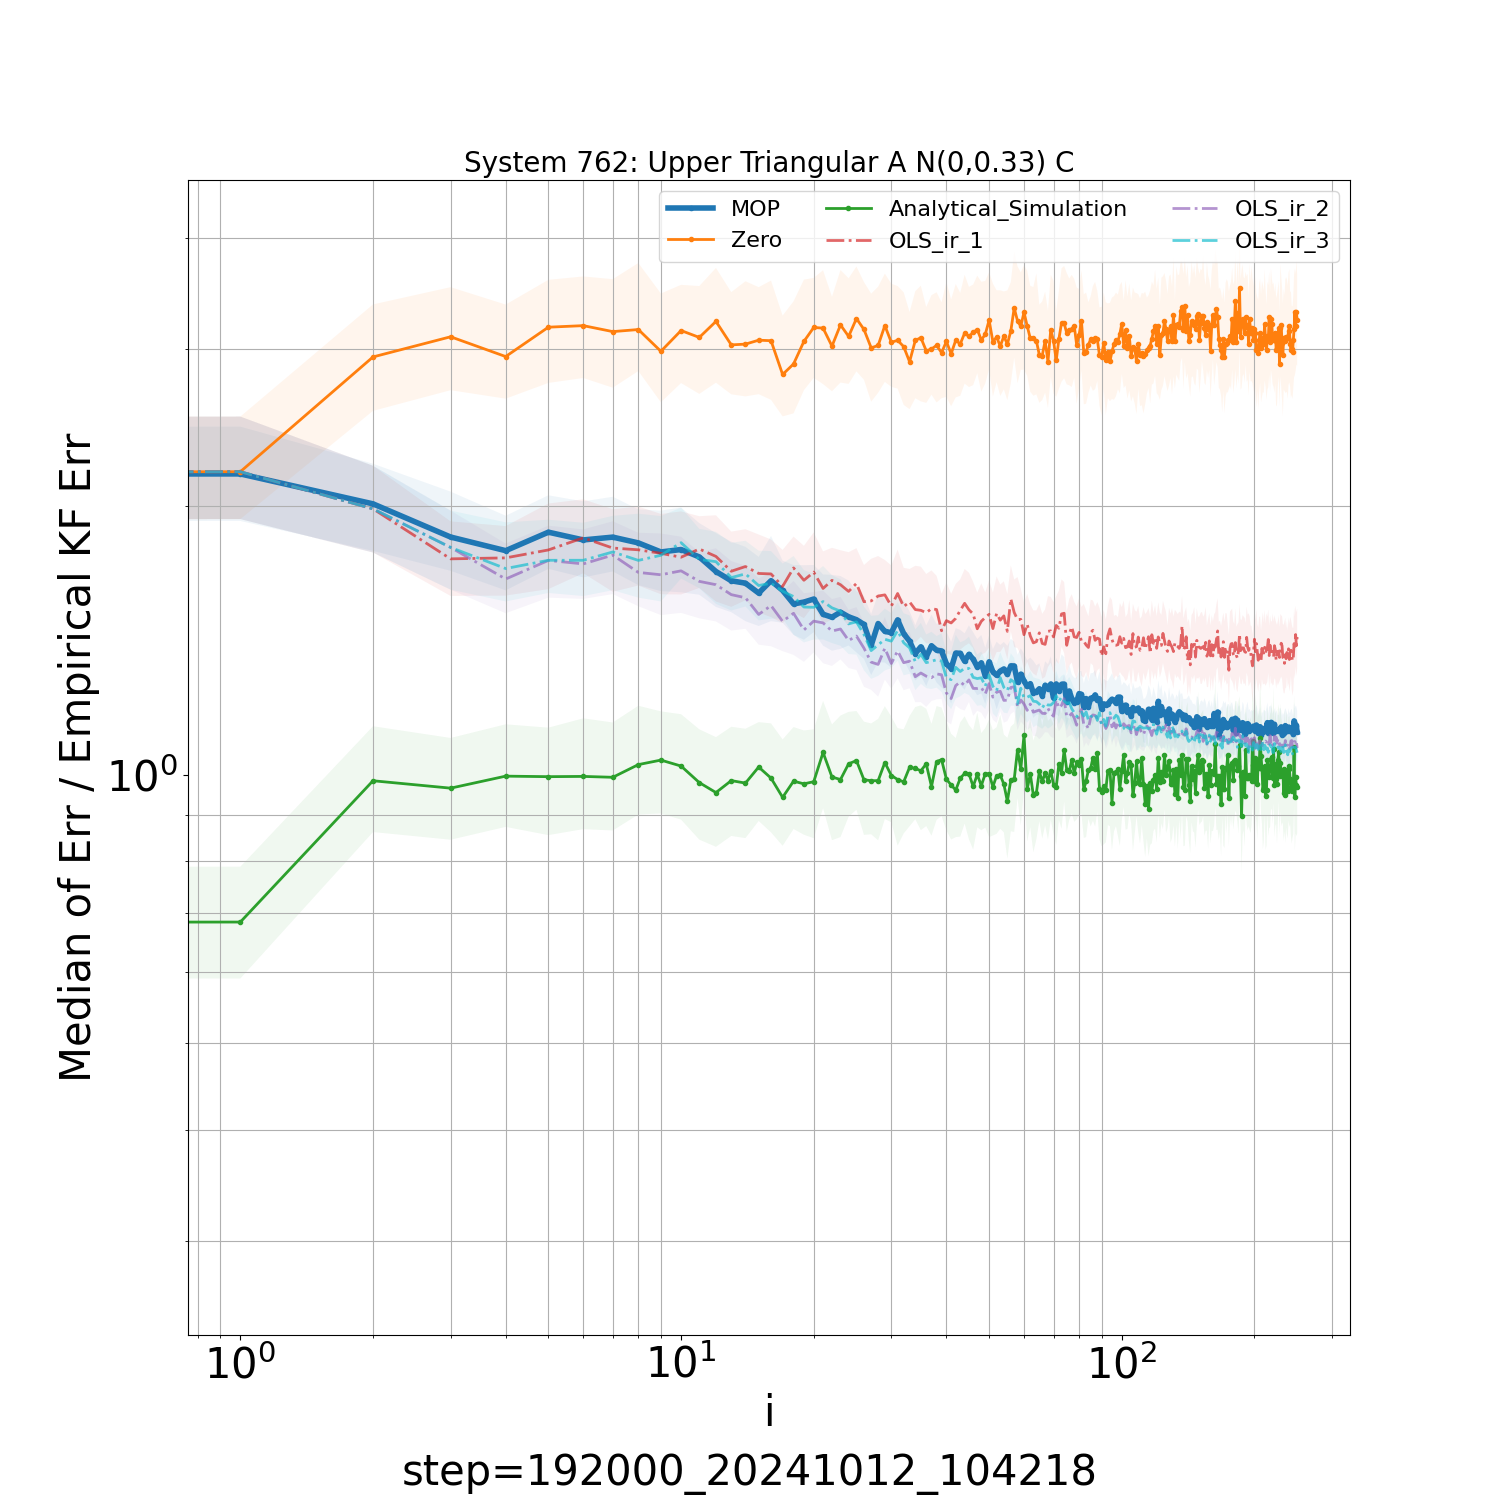 System 762: Upper Triangular A N(0,0.33) C
MOP
Zero
Analytical_Simulation
OLS_ir_1
OLS_ir_2
OLS_ir_3
Median of Err / Empirical KF Err
10⁰
10⁰
10¹
10²
i
step=192000_20241012_104218